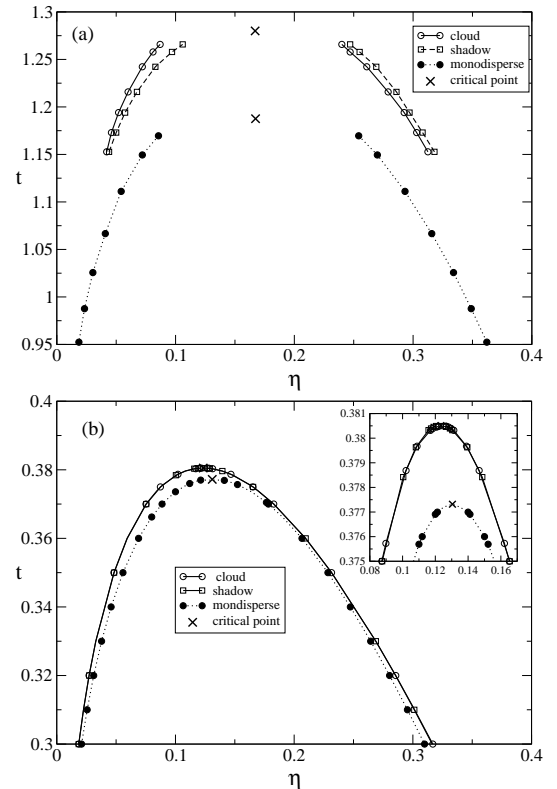 (a)
1.3
1.25
1.2
1.15
1.1
1.05
1
0.95
t
0
0.1
0.2
0.3
0.4
η
cloud
shadow
monodisperse
critical point
(b)
0.4
0.38
0.36
0.34
0.32
0.3
t
0
0.1
0.2
0.3
0.4
η
cloud
shadow
mondisperse
critical point
0.381
0.38
0.379
0.378
0.377
0.376
0.375
0.08
0.1
0.12
0.14
0.16